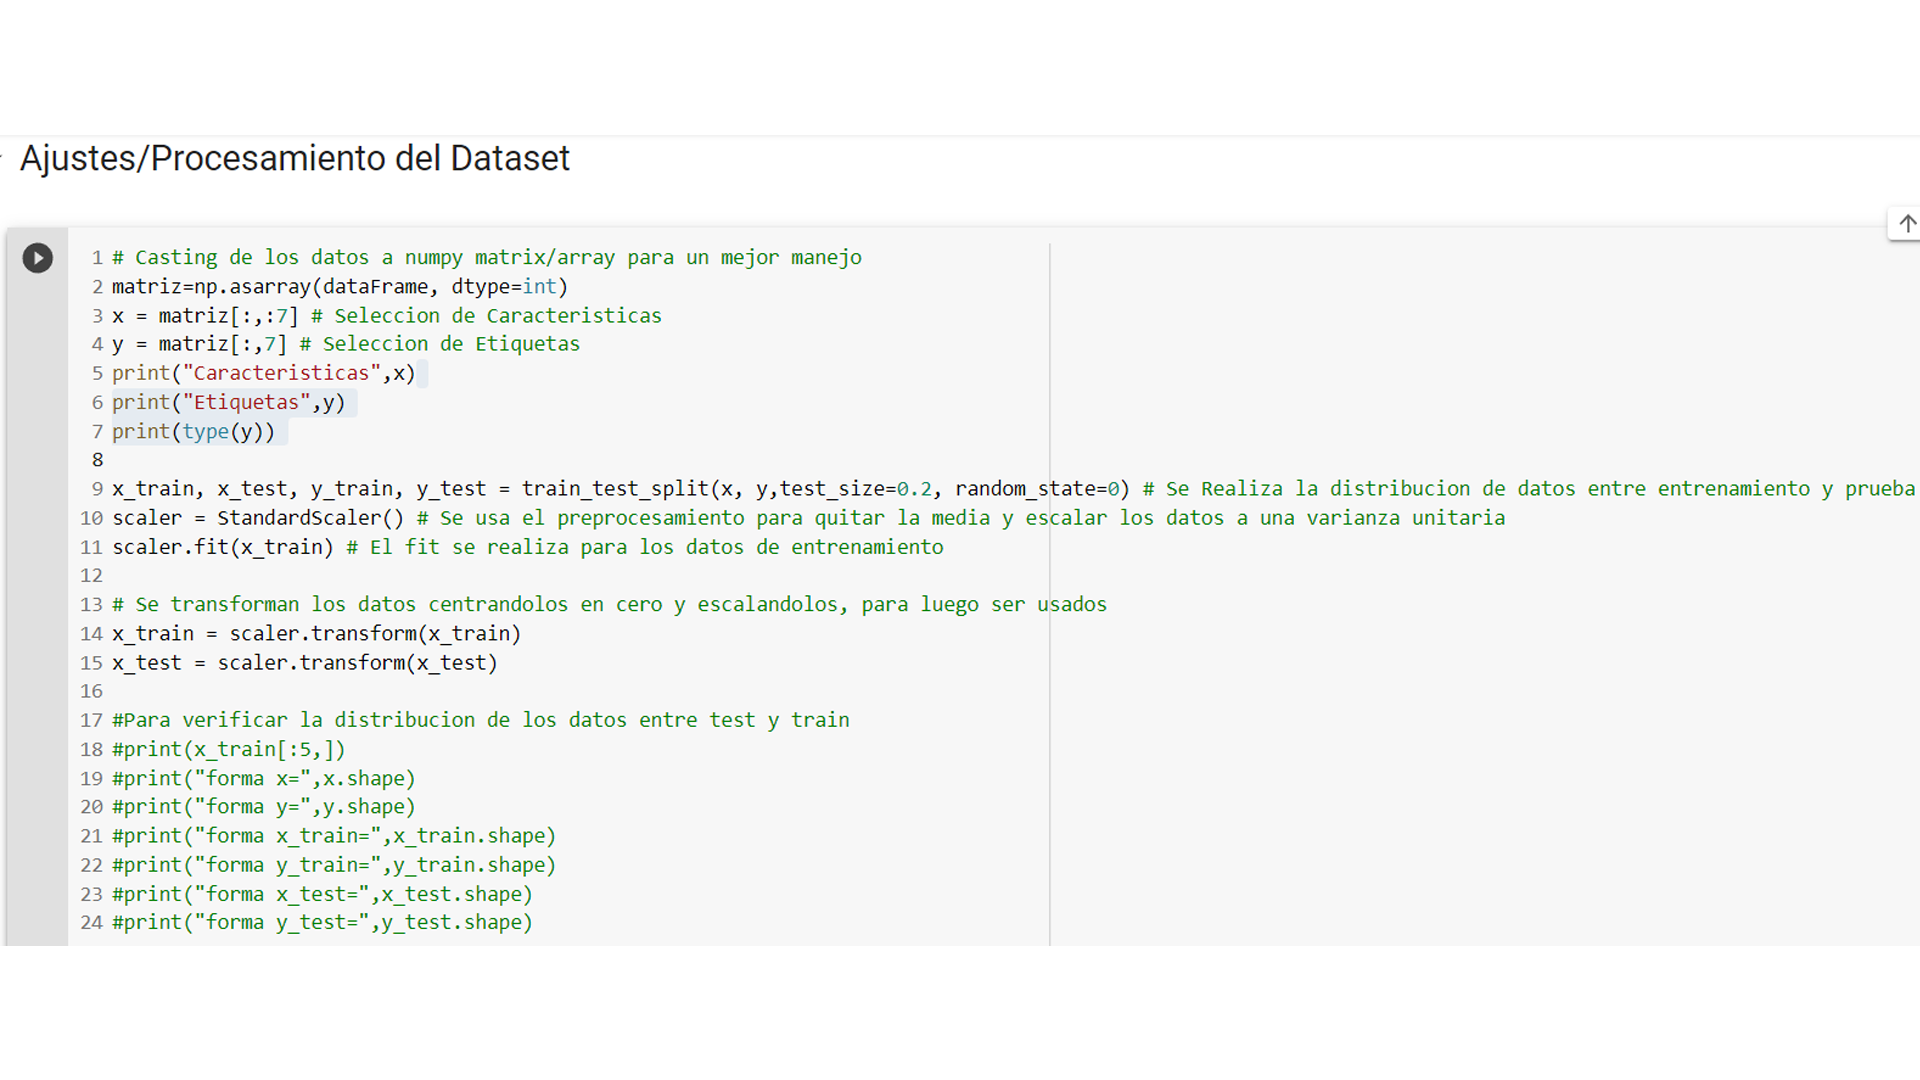 Ajustes/Procesamiento del Dataset
1 # Casting de los datos a numpy matrix/array para un mejor manejo
2 matriz=np.asarray(dataFrame, dtype=int)
3 x = matriz[:,:7] # Seleccion de Caracteristicas
4 y = matriz[:,7] # Seleccion de Etiquetas
5 print("Caracteristicas",x)
6 print("Etiquetas",y)
7 print(type(y))
8
9 x_train, x_test, y_train, y_test = train_test_split(x, y,test_size=0.2, random_state=0) # Se Realiza la distribucion de datos entre entrenamiento y prueba
10 scaler = StandardScaler() # Se usa el preprocesamiento para quitar la media y escalar los datos a una varianza unitaria
11 scaler.fit(x_train) # El fit se realiza para los datos de entrenamiento
12
13 # Se transforman los datos centrandolos en cero y escalandolos, para luego ser usados
14 x_train = scaler.transform(x_train)
15 x_test = scaler.transform(x_test)
16
17 #Para verificar la distribucion de los datos entre test y train
18 #print(x_train[:5,])
19 #print("forma x=",x.shape)
20 #print("forma y=",y.shape)
21 #print("forma x_train=",x_train.shape)
22 #print("forma y_train=",y_train.shape)
23 #print("forma x_test=",x_test.shape)
24 #print("forma y_test=",y_test.shape)